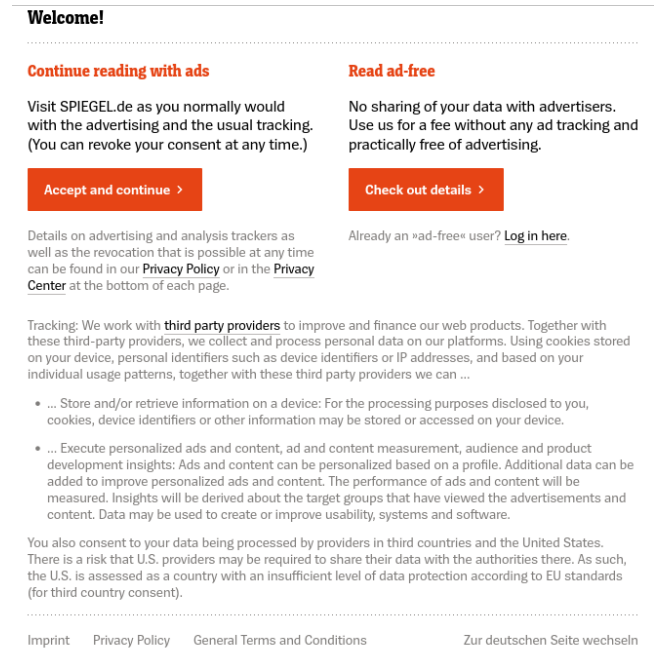 Welcome!
Continue reading with ads
Visit SPIEGEL.de as you normally would
with the advertising and the usual tracking.
(You can revoke your consent at any time.)
Accept and continue >
Details on advertising and analysis trackers as
well as the revocation that is possible at any time
can be found in our Privacy Policy or in the Privacy
Center at the bottom of each page.
Read ad-free
No sharing of your data with advertisers.
Use us for a fee without any ad tracking and
practically free of advertising.
Check out details >
Already an »ad-free« user? Log in here.
Tracking: We work with third party providers to improve and finance our web products. Together with
these third-party providers, we collect and process personal data on our platforms. Using cookies stored
on your device, personal identifiers such as device identifiers or IP addresses, and based on your
individual usage patterns, together with these third party providers we can ...
• ... Store and/or retrieve information on a device: For the processing purposes disclosed to you,
cookies, device identifiers or other information may be stored or accessed on your device.
• ... Execute personalized ads and content, ad and content measurement, audience and product
development insights: Ads and content can be personalized based on a profile. Additional data can be
added to improve personalized ads and content. The performance of ads and content will be
measured. Insights will be derived about the target groups that have viewed the advertisements and
content. Data may be used to create or improve usability, systems and software.
You also consent to your data being processed by providers in third countries and the United States.
There is a risk that U.S. providers may be required to share their data with the authorities there. As such,
the U.S. is assessed as a country with an insufficient level of data protection according to EU standards
(for third country consent).
Imprint Privacy Policy General Terms and Conditions Zur deutschen Seite wechseln